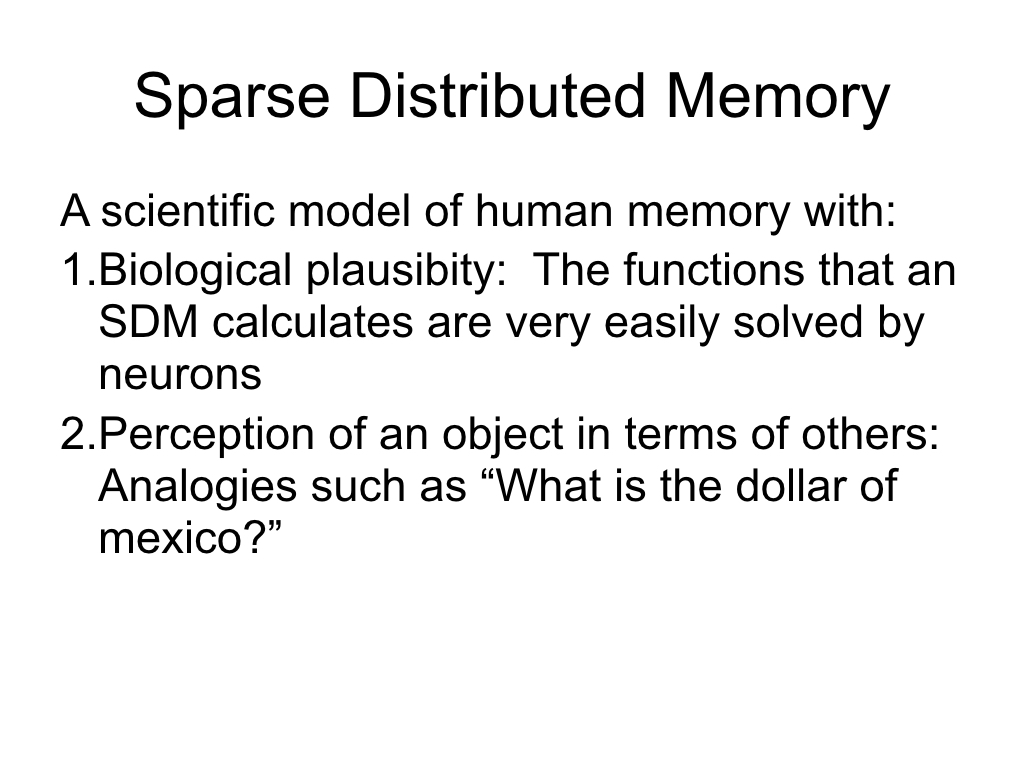 Sparse Distributed Memory
A scientific model of human memory with:
1.Biological plausibity:  The functions that an
SDM calculates are very easily solved by
neurons
2.Perception of an object in terms of others:
Analogies such as “What is the dollar of
mexico?”